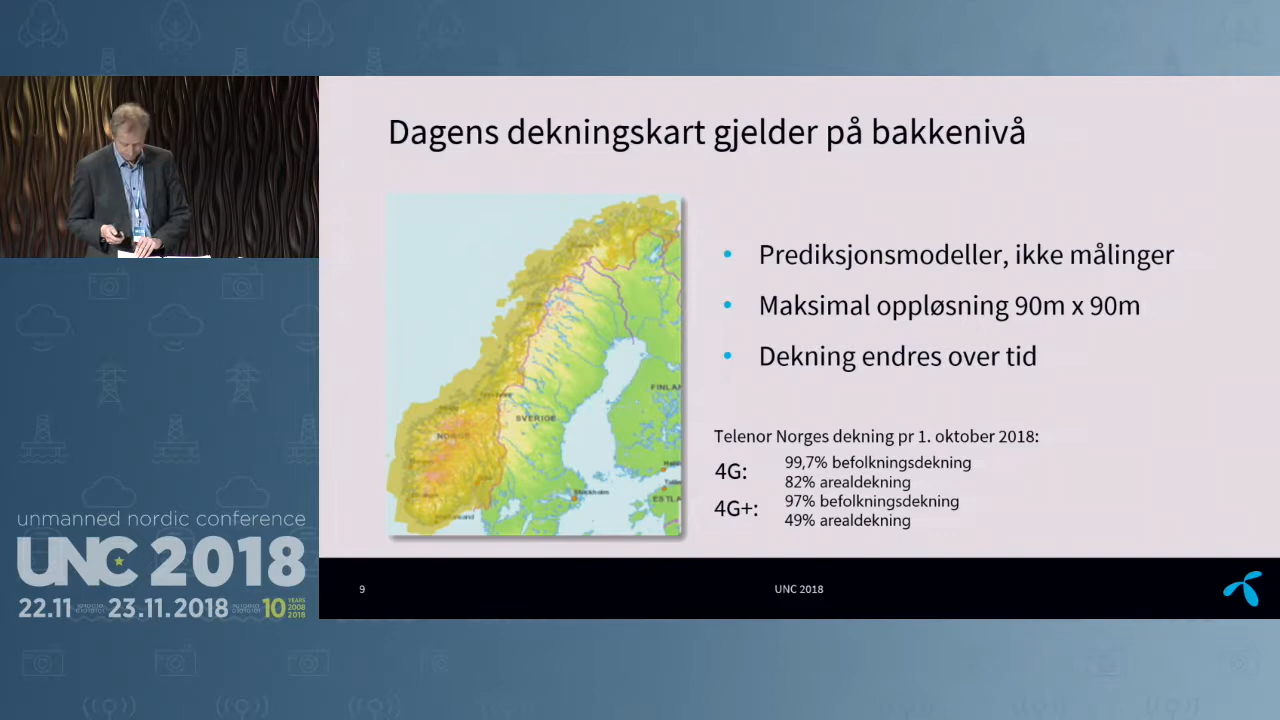 Dagens dekningskart gjelder på bakkenivå
• Prediksjonsmodeller, ikke målinger
• Maksimal oppløsning 90m x 90m
• Dekning endres over tid
NORGE
SVERIGE
Stockholm
Telenor Norges dekning pr 1. oktober 2018:
4G:
99,7% befolkningsdekning
82% arealdekning
4G+:
97% befolkningsdekning
49% arealdekning
9
UNC 2018
unmanned nordic conference
UNC 2018
22.11
23.11.2018
10 YEARS
2008
2018